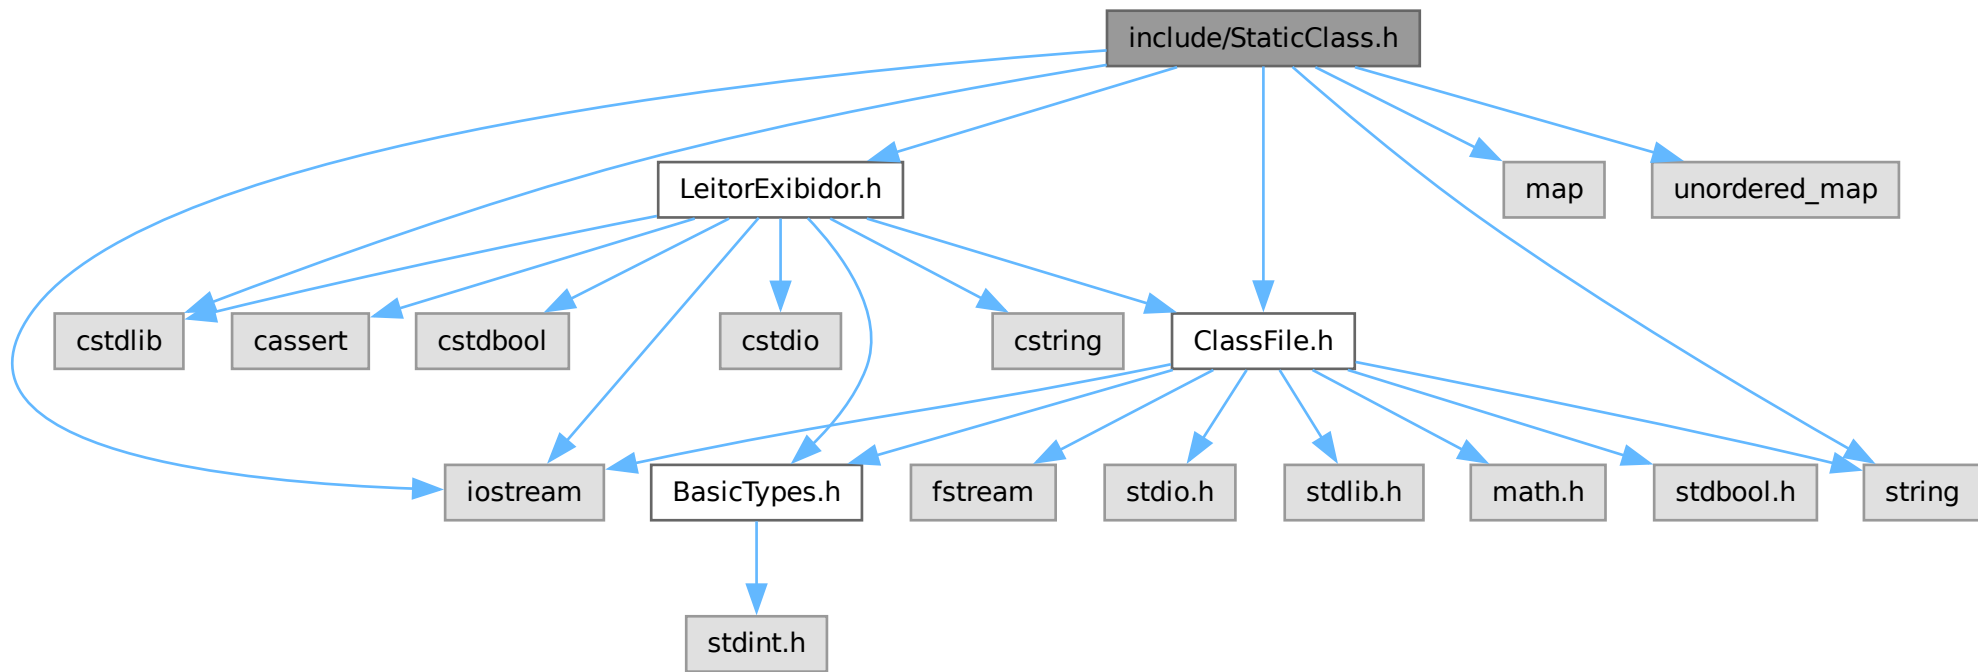 include/StaticClass.h
LeitorExibidor.h
map
unordered_map
cstdlib
cassert
cstdbool
cstdio
cstring
ClassFile.h
iostream
BasicTypes.h
fstream
stdio.h
stdlib.h
math.h
stdbool.h
string
stdint.h